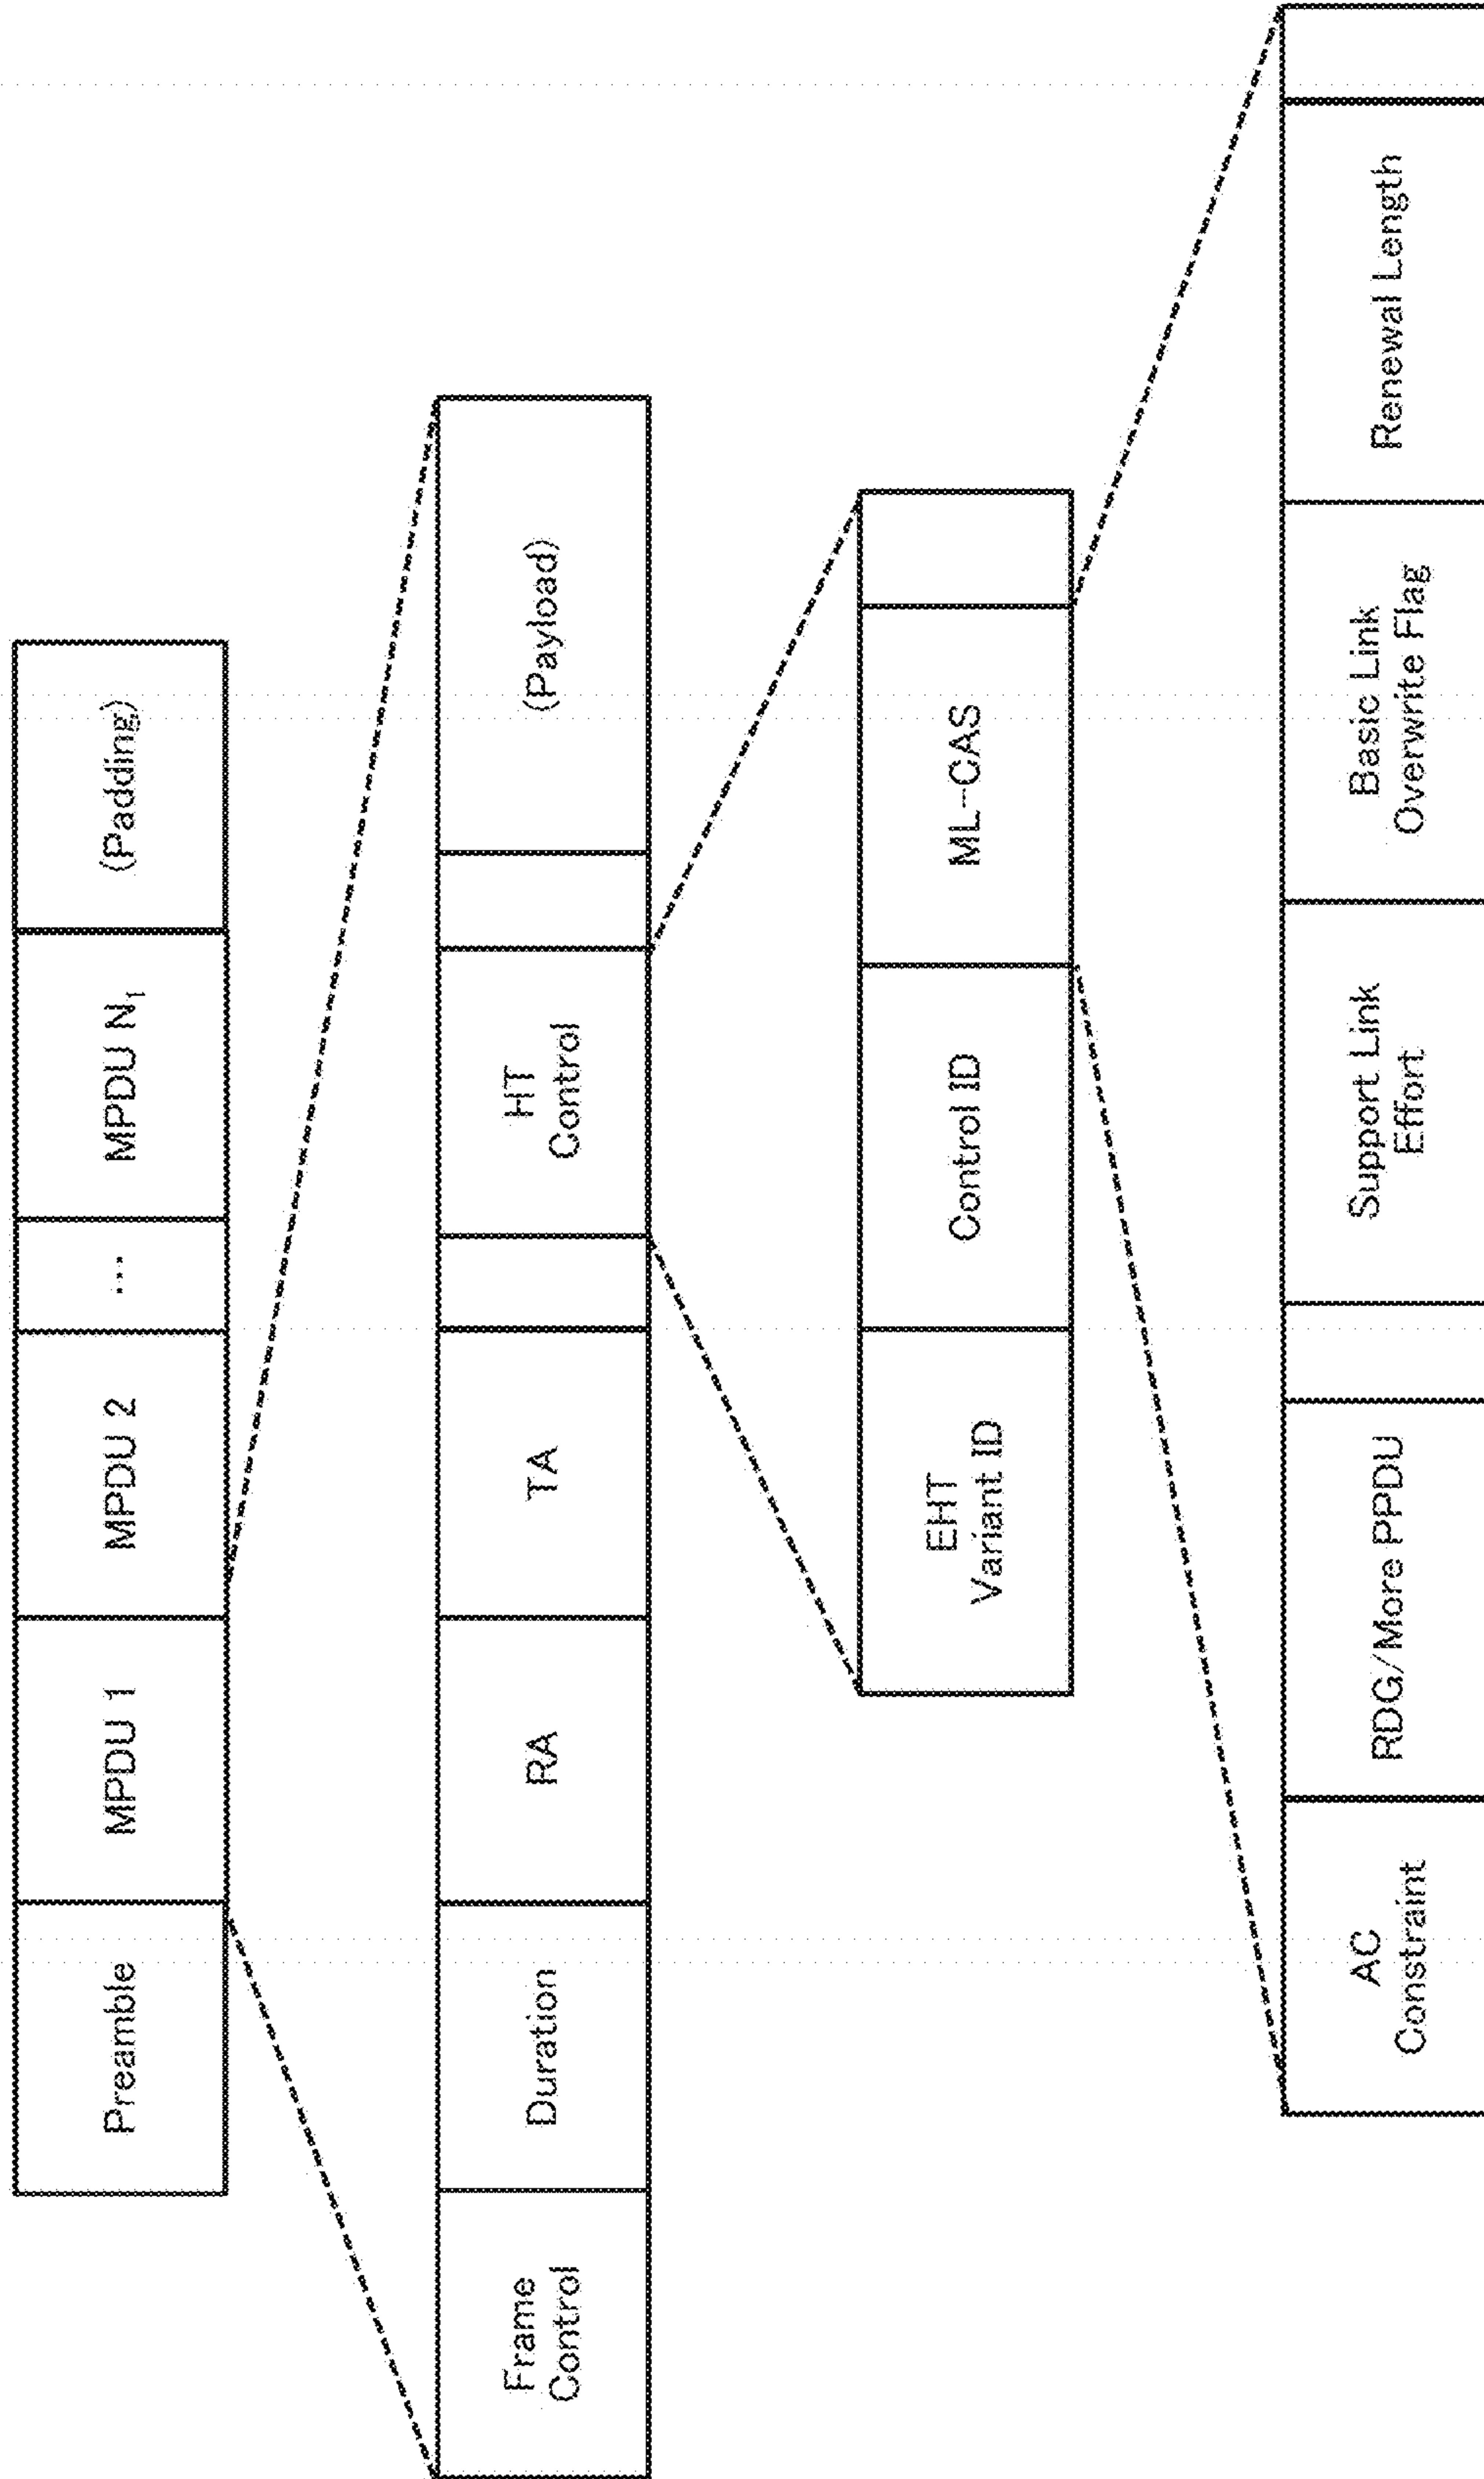 Preamble
MPDU 1
MPDU 2
...
MPDU N₁
(Padding)
Frame
Control
Duration
RA
TA
HT
Control
(Payload)
EHT
Variant ID
Control ID
ML-CAS
AC
Constraint
RDG/More PPDU
Support Link
Effort
Basic Link
Overwrite Flag
Renewal Length